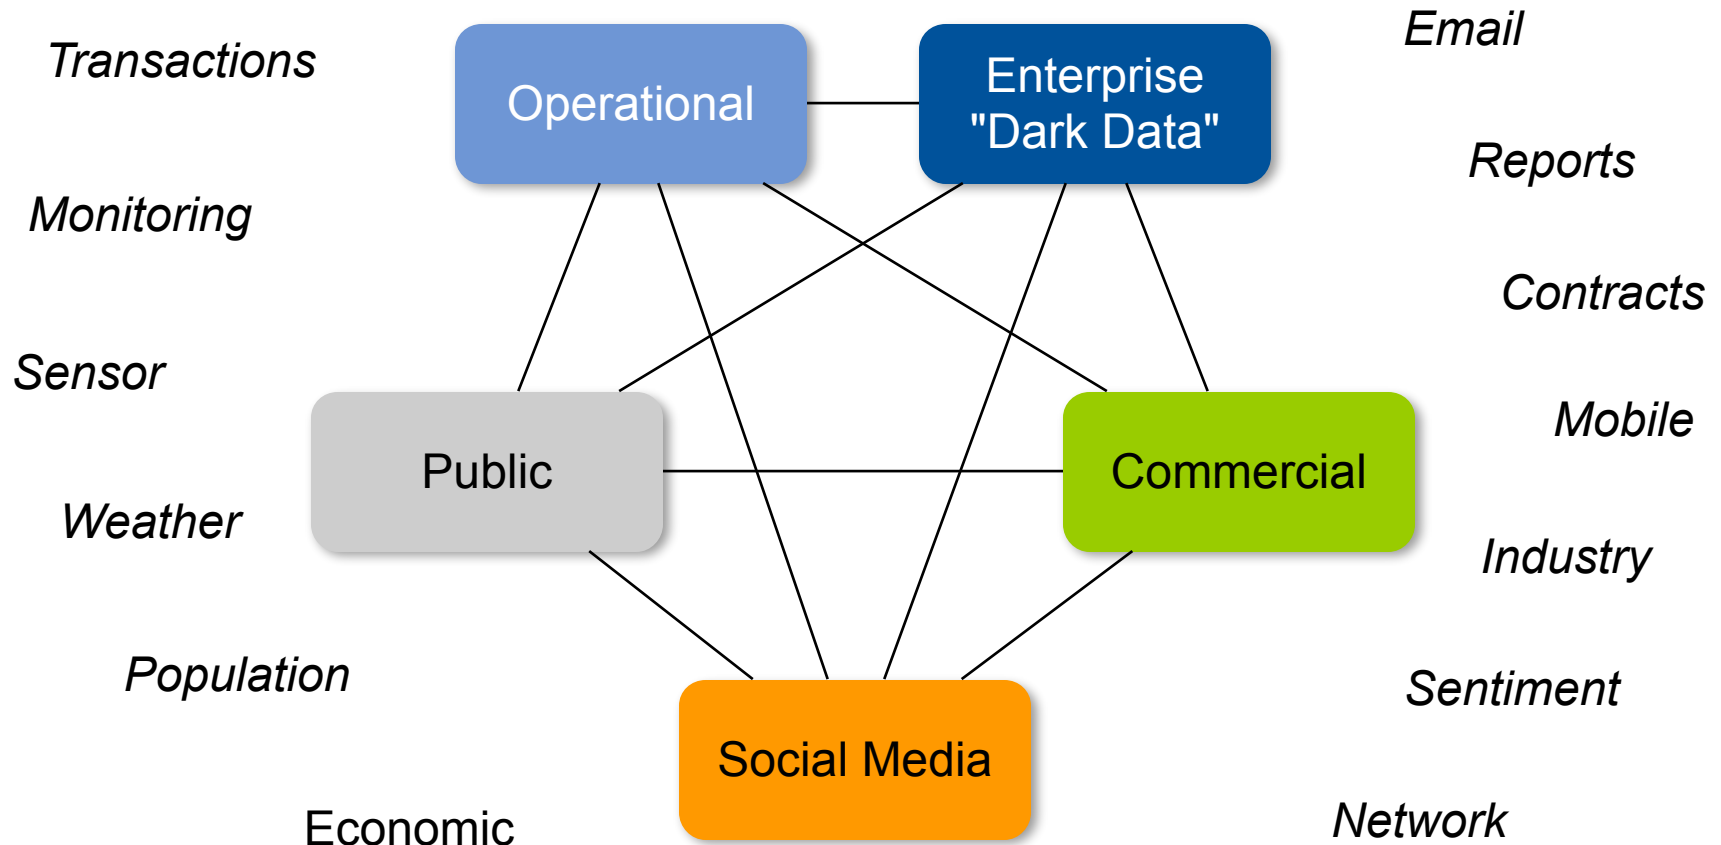 Transactions
Operational
Enterprise
"Dark Data"
Email
Reports
Monitoring
Contracts
Sensor
Mobile
Public
Commercial
Weather
Industry
Population
Sentiment
Social Media
Economic
Network